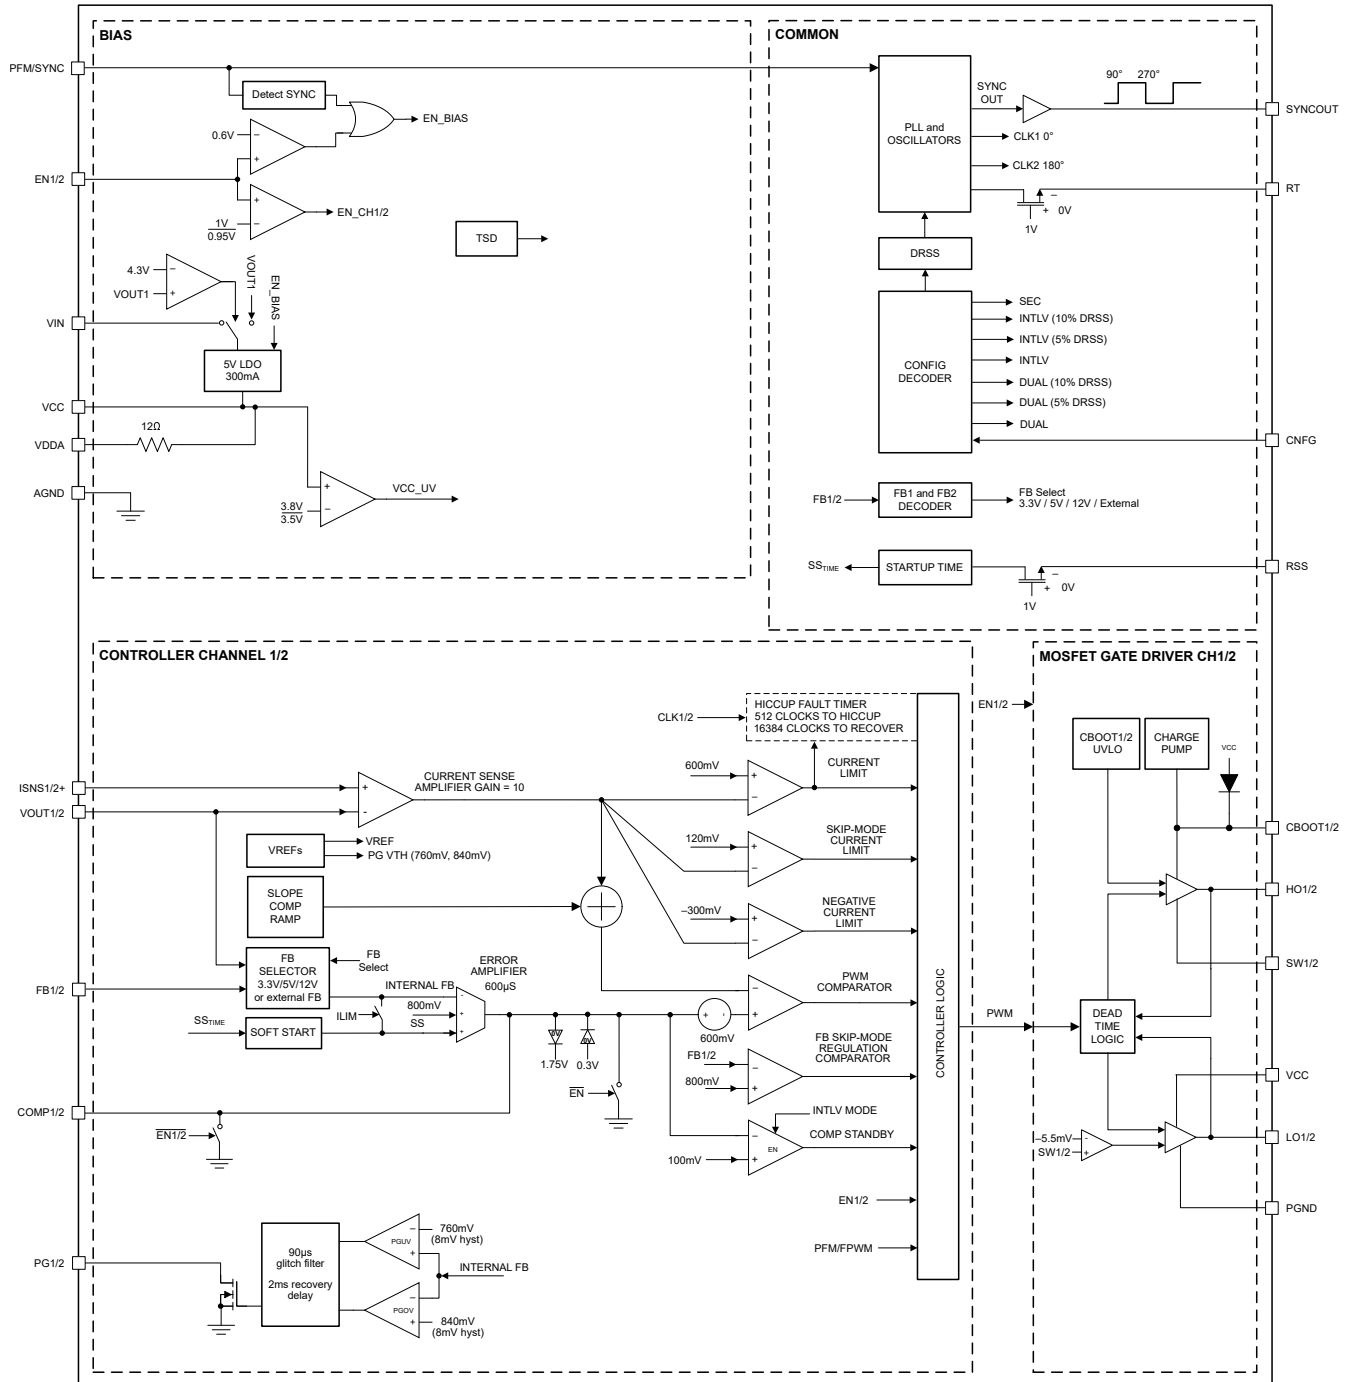 BIAS
PFM/SYNC
Detect SYNC
EN_BIAS
0.6V
−
+
EN1/2
+
−
EN_CH1/2
1V
0.95V
TSD
4.3V
−
VOUT1
+
VOUT1
EN_BIAS
VIN
5V LDO
300mA
VCC
12Ω
VDDA
AGND
+
−
3.8V
3.5V
VCC_UV
COMMON
PLL and
OSCILLATORS
SYNC
OUT
90°
270°
SYNCOUT
CLK1 0°
CLK2 180°
RT
−
+
0V
1V
DRSS
CONFIG
DECODER
SEC
INTLV (10% DRSS)
INTLV (5% DRSS)
INTLV
DUAL (10% DRSS)
DUAL (5% DRSS)
DUAL
CNFG
FB1/2
FB1 and FB2
DECODER
FB Select
3.3V / 5V / 12V / External
SSTIME
STARTUP TIME
−
+
0V
1V
RSS
CONTROLLER CHANNEL 1/2
CLK1/2
HICCUP FAULT TIMER
512 CLOCKS TO HICCUP
16384 CLOCKS TO RECOVER
ISNS1/2+
VOUT1/2
+
-
CURRENT SENSE
AMPLIFIER GAIN = 10
600mV
+
−
CURRENT
LIMIT
VREFs
VREF
PG VTH (760mV, 840mV)
120mV
+
−
SKIP-MODE
CURRENT
LIMIT
SLOPE
COMP
RAMP
−300mV
+
−
NEGATIVE
CURRENT
LIMIT
FB1/2
FB
SELECTOR
3.3V/5V/12V
or external FB
FB
Select
INTERNAL FB
ERROR
AMPLIFIER
600µS
-
800mV
+
SS
+
ILIM
SSTIME
SOFT START
1.75V
0.3V
EN
+
-
600mV
−
+
PWM
COMPARATOR
FB1/2
−
800mV
+
FB SKIP-MODE
REGULATION
COMPARATOR
INTLV MODE
−
EN
COMP STANDBY
100mV
+
COMP1/2
EN1/2
EN1/2
PFM/FPWM
CONTROLLER LOGIC
PG1/2
90µs
glitch filter
2ms recovery
delay
PGUV
−
+
760mV
(8mV hyst)
INTERNAL FB
PGOV
−
+
840mV
(8mV hyst)
MOSFET GATE DRIVER CH1/2
EN1/2
CBOOT1/2
UVLO
CHARGE
PUMP
VCC
CBOOT1/2
HO1/2
SW1/2
PWM
DEAD
TIME
LOGIC
VCC
−5.5mV
-
SW1/2
+
LO1/2
PGND